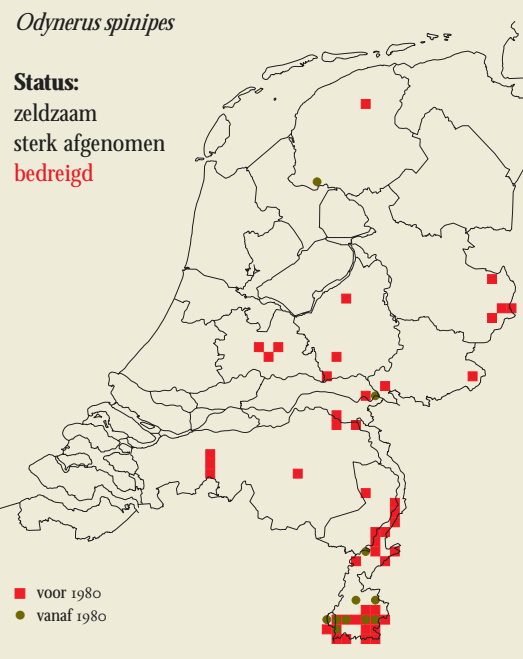 Odynerus spinipes
Status:
zeldzaam
sterk afgenomen
bedreigd
voor 1980
vanaf 1980